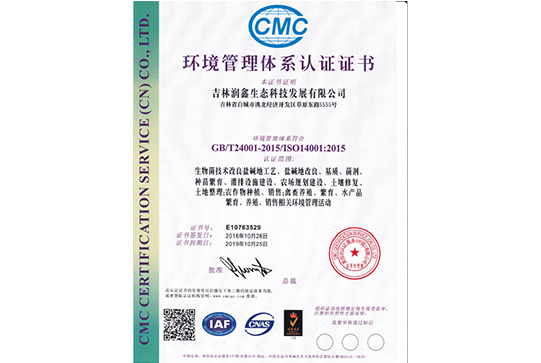 CMC
环境管理体系认证证书
本证书证明
吉林润鑫生态科技发展有限公司
吉林省白城市洮北经济开发区草原东路5555号
环境管理体系符合
GB/T24001-2015/ISO14001:2015
认证范围:
生物菌技术改良盐碱地工艺、盐碱地改良、基质、菌剂、
种苗繁育、灌排设施建设、农场规划建设、土壤修复、
土地整理;农作物种植、销售;禽畜养殖、繁育、水产品
繁育、养殖、销售相关环境管理活动
证书号: E10763529
证书签发日: 2016年10月26日
证书到期日: 2019年10月25日
批准
总裁
IAF
CNAS
CMC CERTIFICATION SERVICE (CN) CO., LTD.